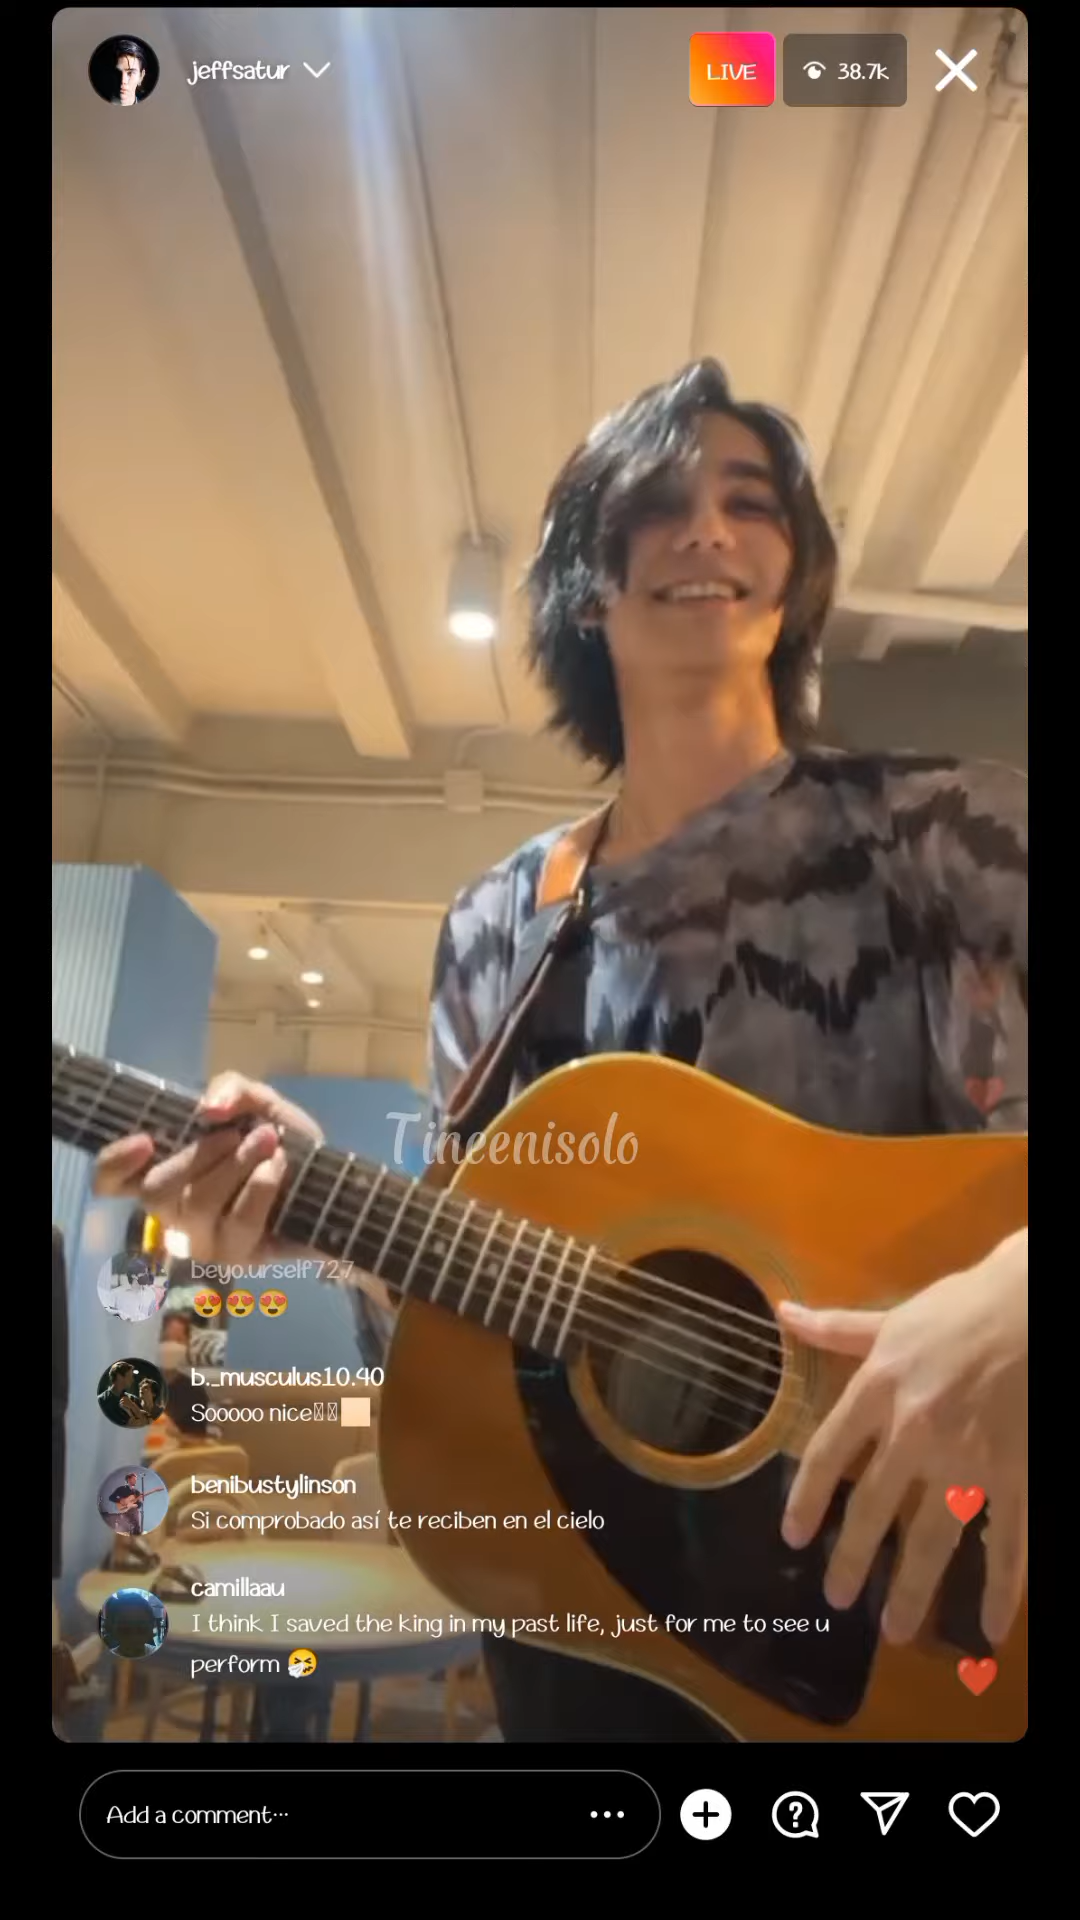 jeffsatur
LIVE
38.7k
Tineenisolo
beyo.urself727
😍😍😍
b._musculus10.40
Sooooo nice
benibustylinson
Si comprobado así te reciben en el cielo
camillaau
I think I saved the king in my past life, just for me to see u
perform 🤧
Add a comment...